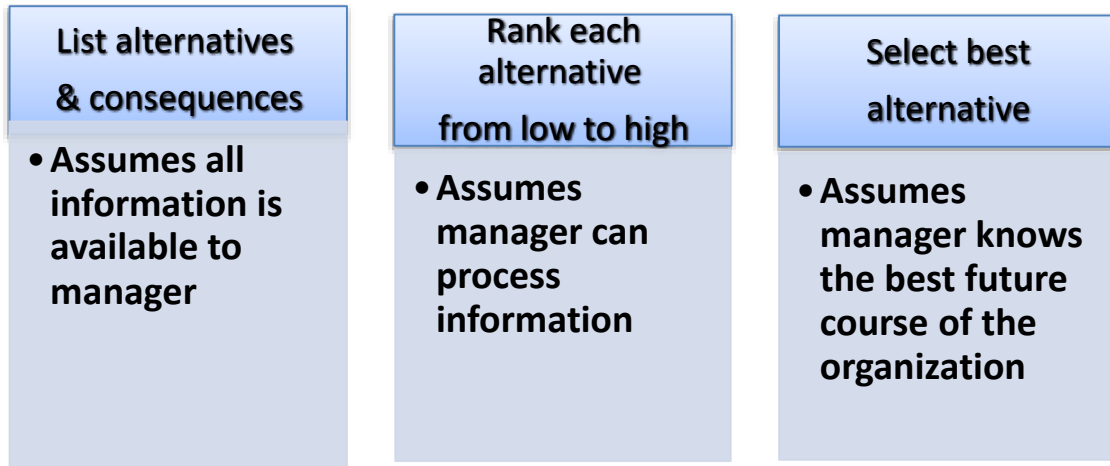 List alternatives
& consequences
• Assumes all
information is
available to
manager
Rank each
alternative
from low to high
• Assumes
manager can
process
information
Select best
alternative
• Assumes
manager knows
the best future
course of the
organization